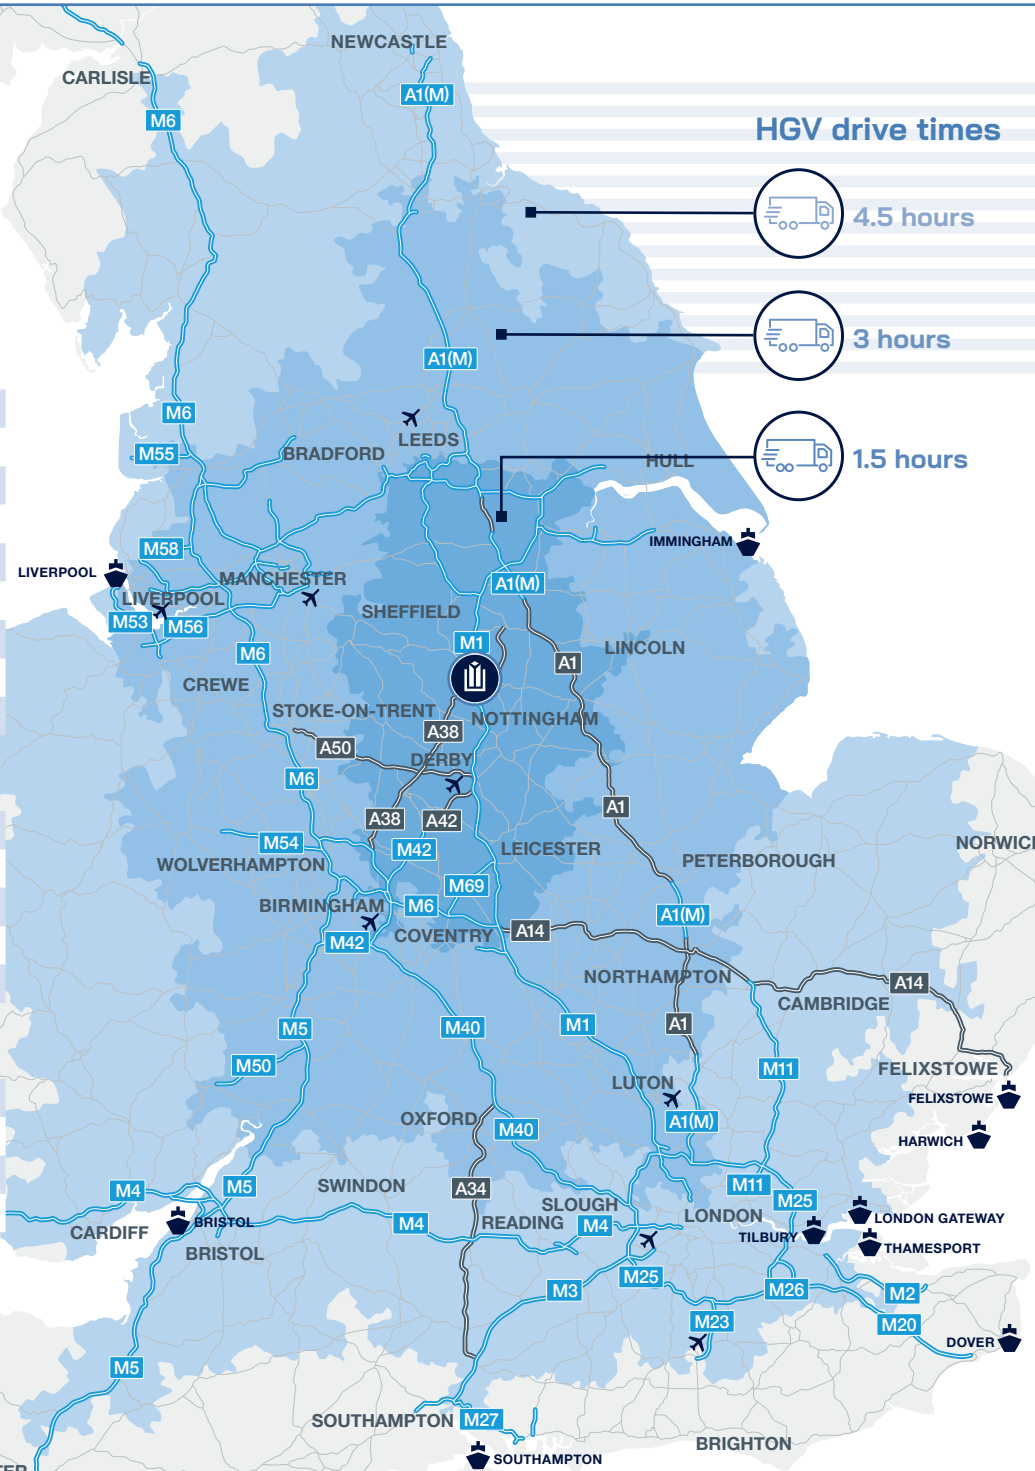 NEWCASTLE
CARLISLE
A1(M)
M6
HGV drive times
4.5 hours
3 hours
A1(M)
M6
LEEDS
BRADFORD
M55
HULL
1.5 hours
IMMINGHAM
M58
LIVERPOOL
MANCHESTER
A1(M)
LIVERPOOL
SHEFFIELD
M53
M56
M1
LINCOLN
M6
A1
CREWE
STOKE-ON-TRENT
NOTTINGHAM
A38
A50
DERBY
M6
A1
A38
A42
M54
M42
LEICESTER
NORWIC
WOLVERHAMPTON
PETERBOROUGH
M69
BIRMINGHAM
M6
A1(M)
M42
COVENTRY
A14
NORTHAMPTON
A14
CAMBRIDGE
M5
M40
M1
A1
M50
M11
FELIXSTOWE
LUTON
FELIXSTOWE
OXFORD
A1(M)
M40
HARWICH
M4
M5
SWINDON
A34
M11
M25
SLOUGH
LONDON
LONDON GATEWAY
CARDIFF
BRISTOL
M4
READING
M4
TILBURY
THAMESPORT
BRISTOL
M25
M3
M26
M2
M23
M20
DOVER
M5
SOUTHAMPTON
M27
BRIGHTON
SOUTHAMPTON
TER